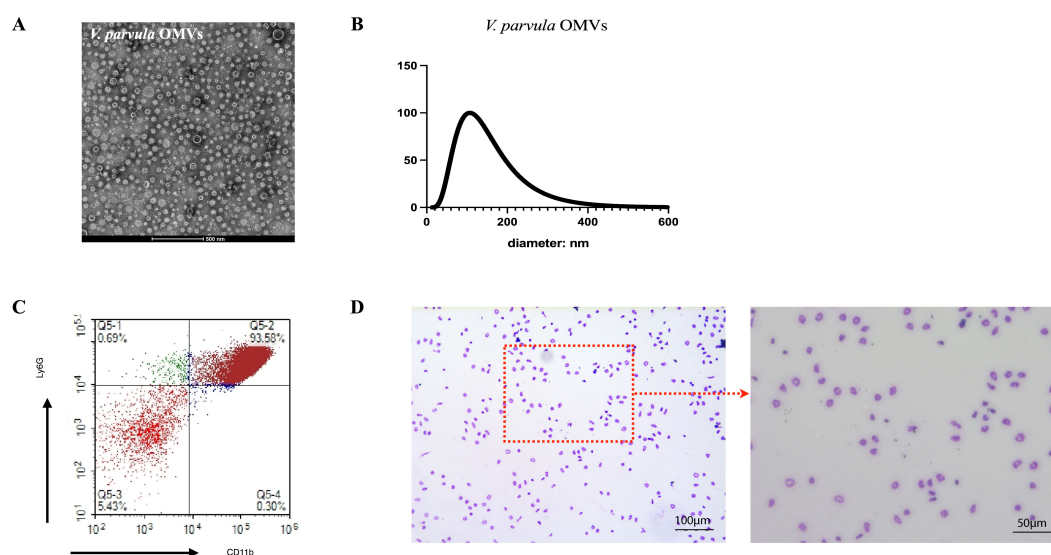 A
V. parvula OMVs
500 nm
B
V. parvula OMVs
150
100
50
0
0
200
400
600
diameter: nm
C
Ly6G
10^5.
10^4
10^3
10^2
10^1
Q5-1
0.69%
Q5-2
93.58%
Q5-3
5.43%
Q5-4
0.30%
10^2
10^3
10^4
10^5
10^6
CD11b
D
100μm
50μm